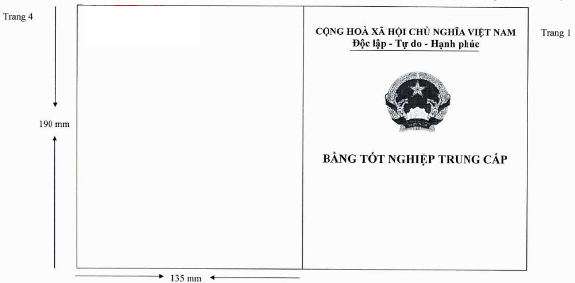 Trang 4
CỘNG HOÀ XÃ HỘI CHỦ NGHĨA VIỆT NAM
Độc lập - Tự do - Hạnh phúc
Trang 1
190 mm
BẰNG TỐT NGHIỆP TRUNG CẤP
135 mm